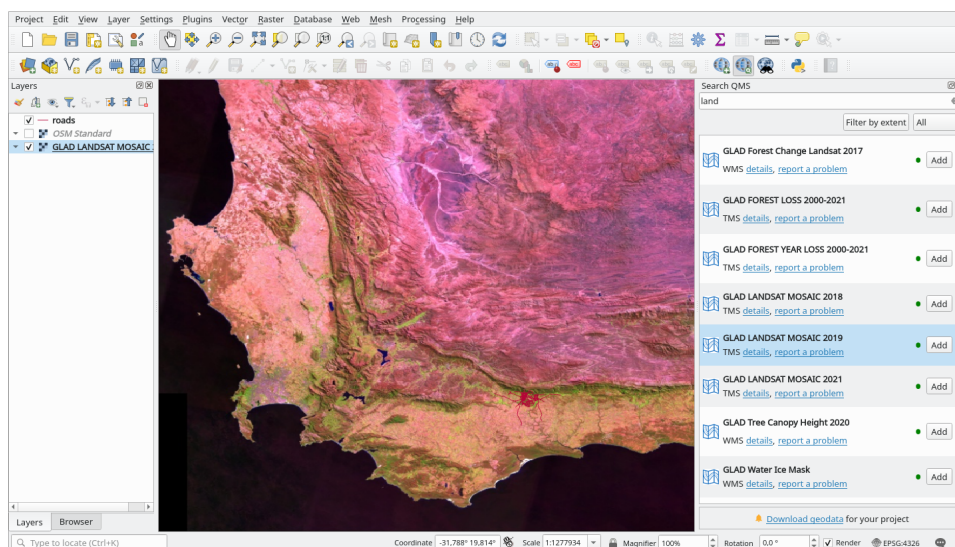 Project Edit View Layer Settings Plugins Vector Raster Database Web Mesh Processing Help
Layers
roads
OSM Standard
GLAD LANDSAT MOSAIC
Layers Browser
Search QMS
land
Filter by extent All
GLAD Forest Change Landsat 2017
WMS details, report a problem
Add
GLAD FOREST LOSS 2000-2021
TMS details, report a problem
Add
GLAD FOREST YEAR LOSS 2000-2021
TMS details, report a problem
Add
GLAD LANDSAT MOSAIC 2018
TMS details, report a problem
Add
GLAD LANDSAT MOSAIC 2019
TMS details, report a problem
Add
GLAD LANDSAT MOSAIC 2021
TMS details, report a problem
Add
GLAD Tree Canopy Height 2020
WMS details, report a problem
Add
GLAD Water Ice Mask
WMS details, report a problem
Add
Download geodata for your project
Type to locate (Ctrl+K) Coordinate -31,788° 19,814° Scale 1:1277934 Magnifier 100% Rotation 0,0 ° Render EPSG:4326